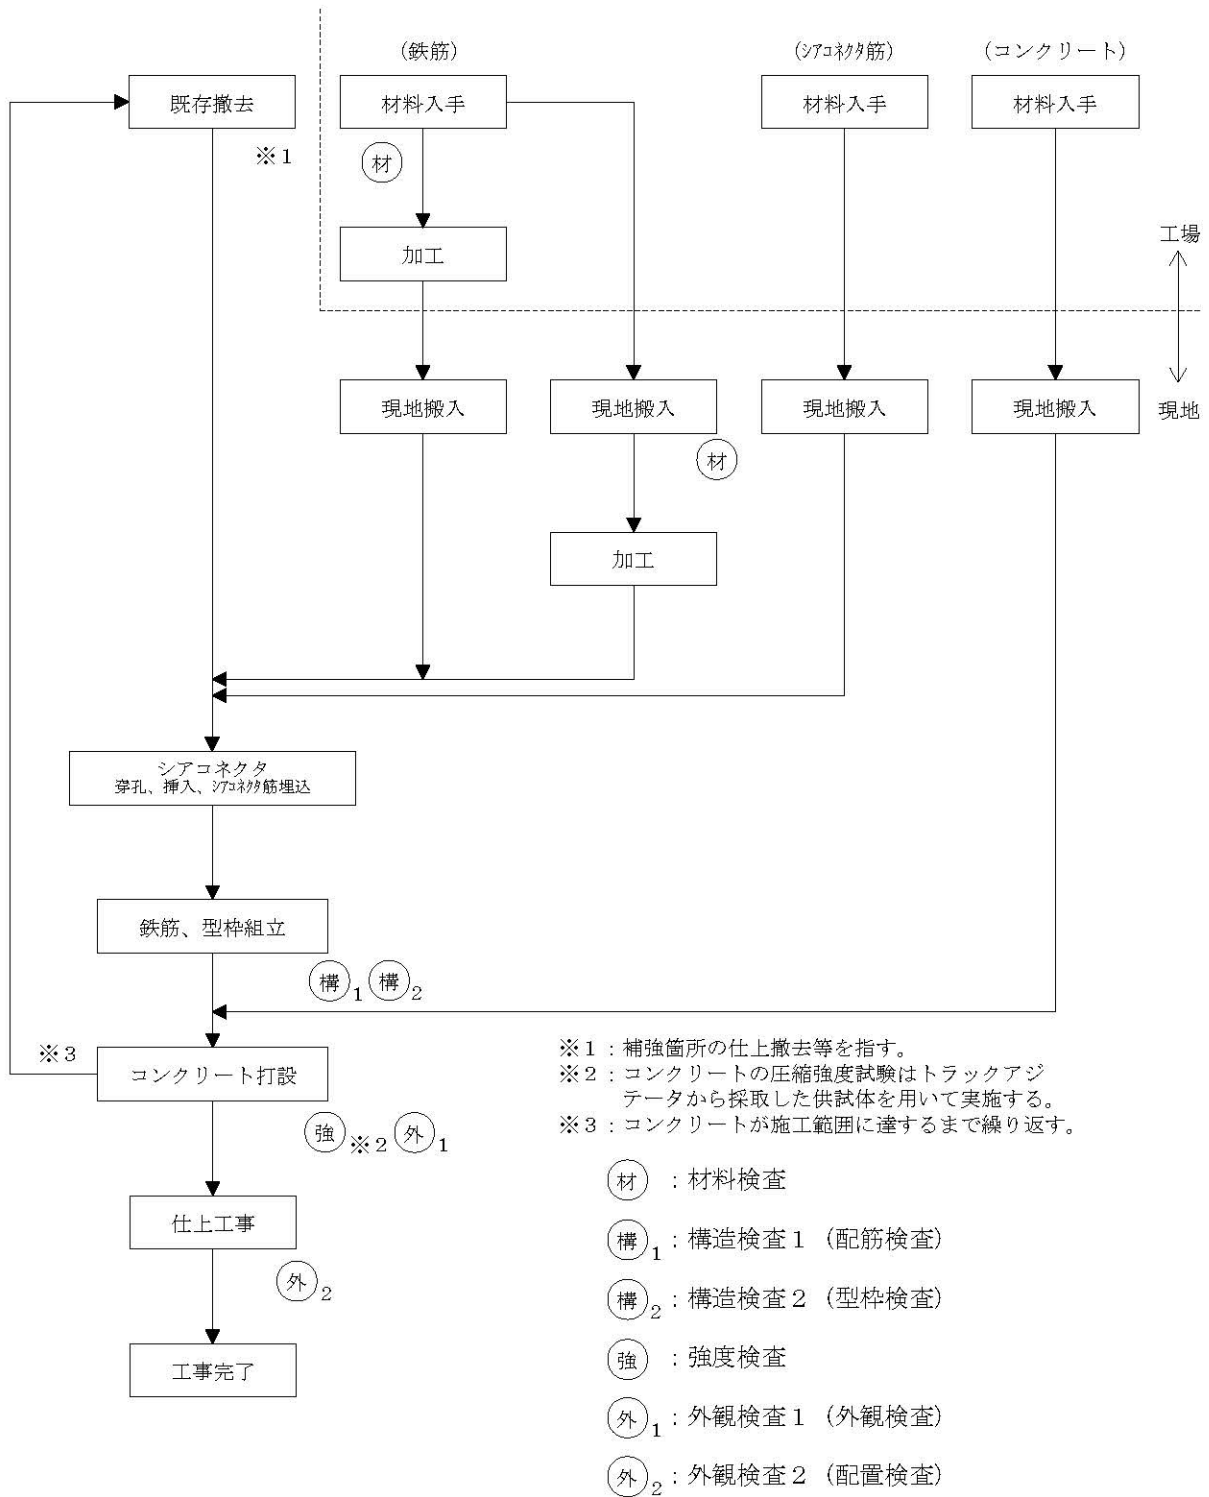 (鉄筋)
(ｼｱｺﾈｸﾀ筋)
(コンクリート)
既存撤去
材料入手
材料入手
材料入手
※１
材
工場
加工
現地搬入
現地搬入
現地搬入
現地搬入
現地
材
加工
シアコネクタ
穿孔、挿入、ｼｱｺﾈｸﾀ筋埋込
鉄筋、型枠組立
構1
構2
※３
コンクリート打設
強
※２
外1
仕上工事
外2
工事完了
※１：補強箇所の仕上撤去等を指す。
※２：コンクリートの圧縮強度試験はトラックアジ
テータから採取した供試体を用いて実施する。
※３：コンクリートが施工範囲に達するまで繰り返す。
材　：材料検査
構1：構造検査１（配筋検査）
構2：構造検査２（型枠検査）
強　：強度検査
外1：外観検査１（外観検査）
外2：外観検査２（配置検査）